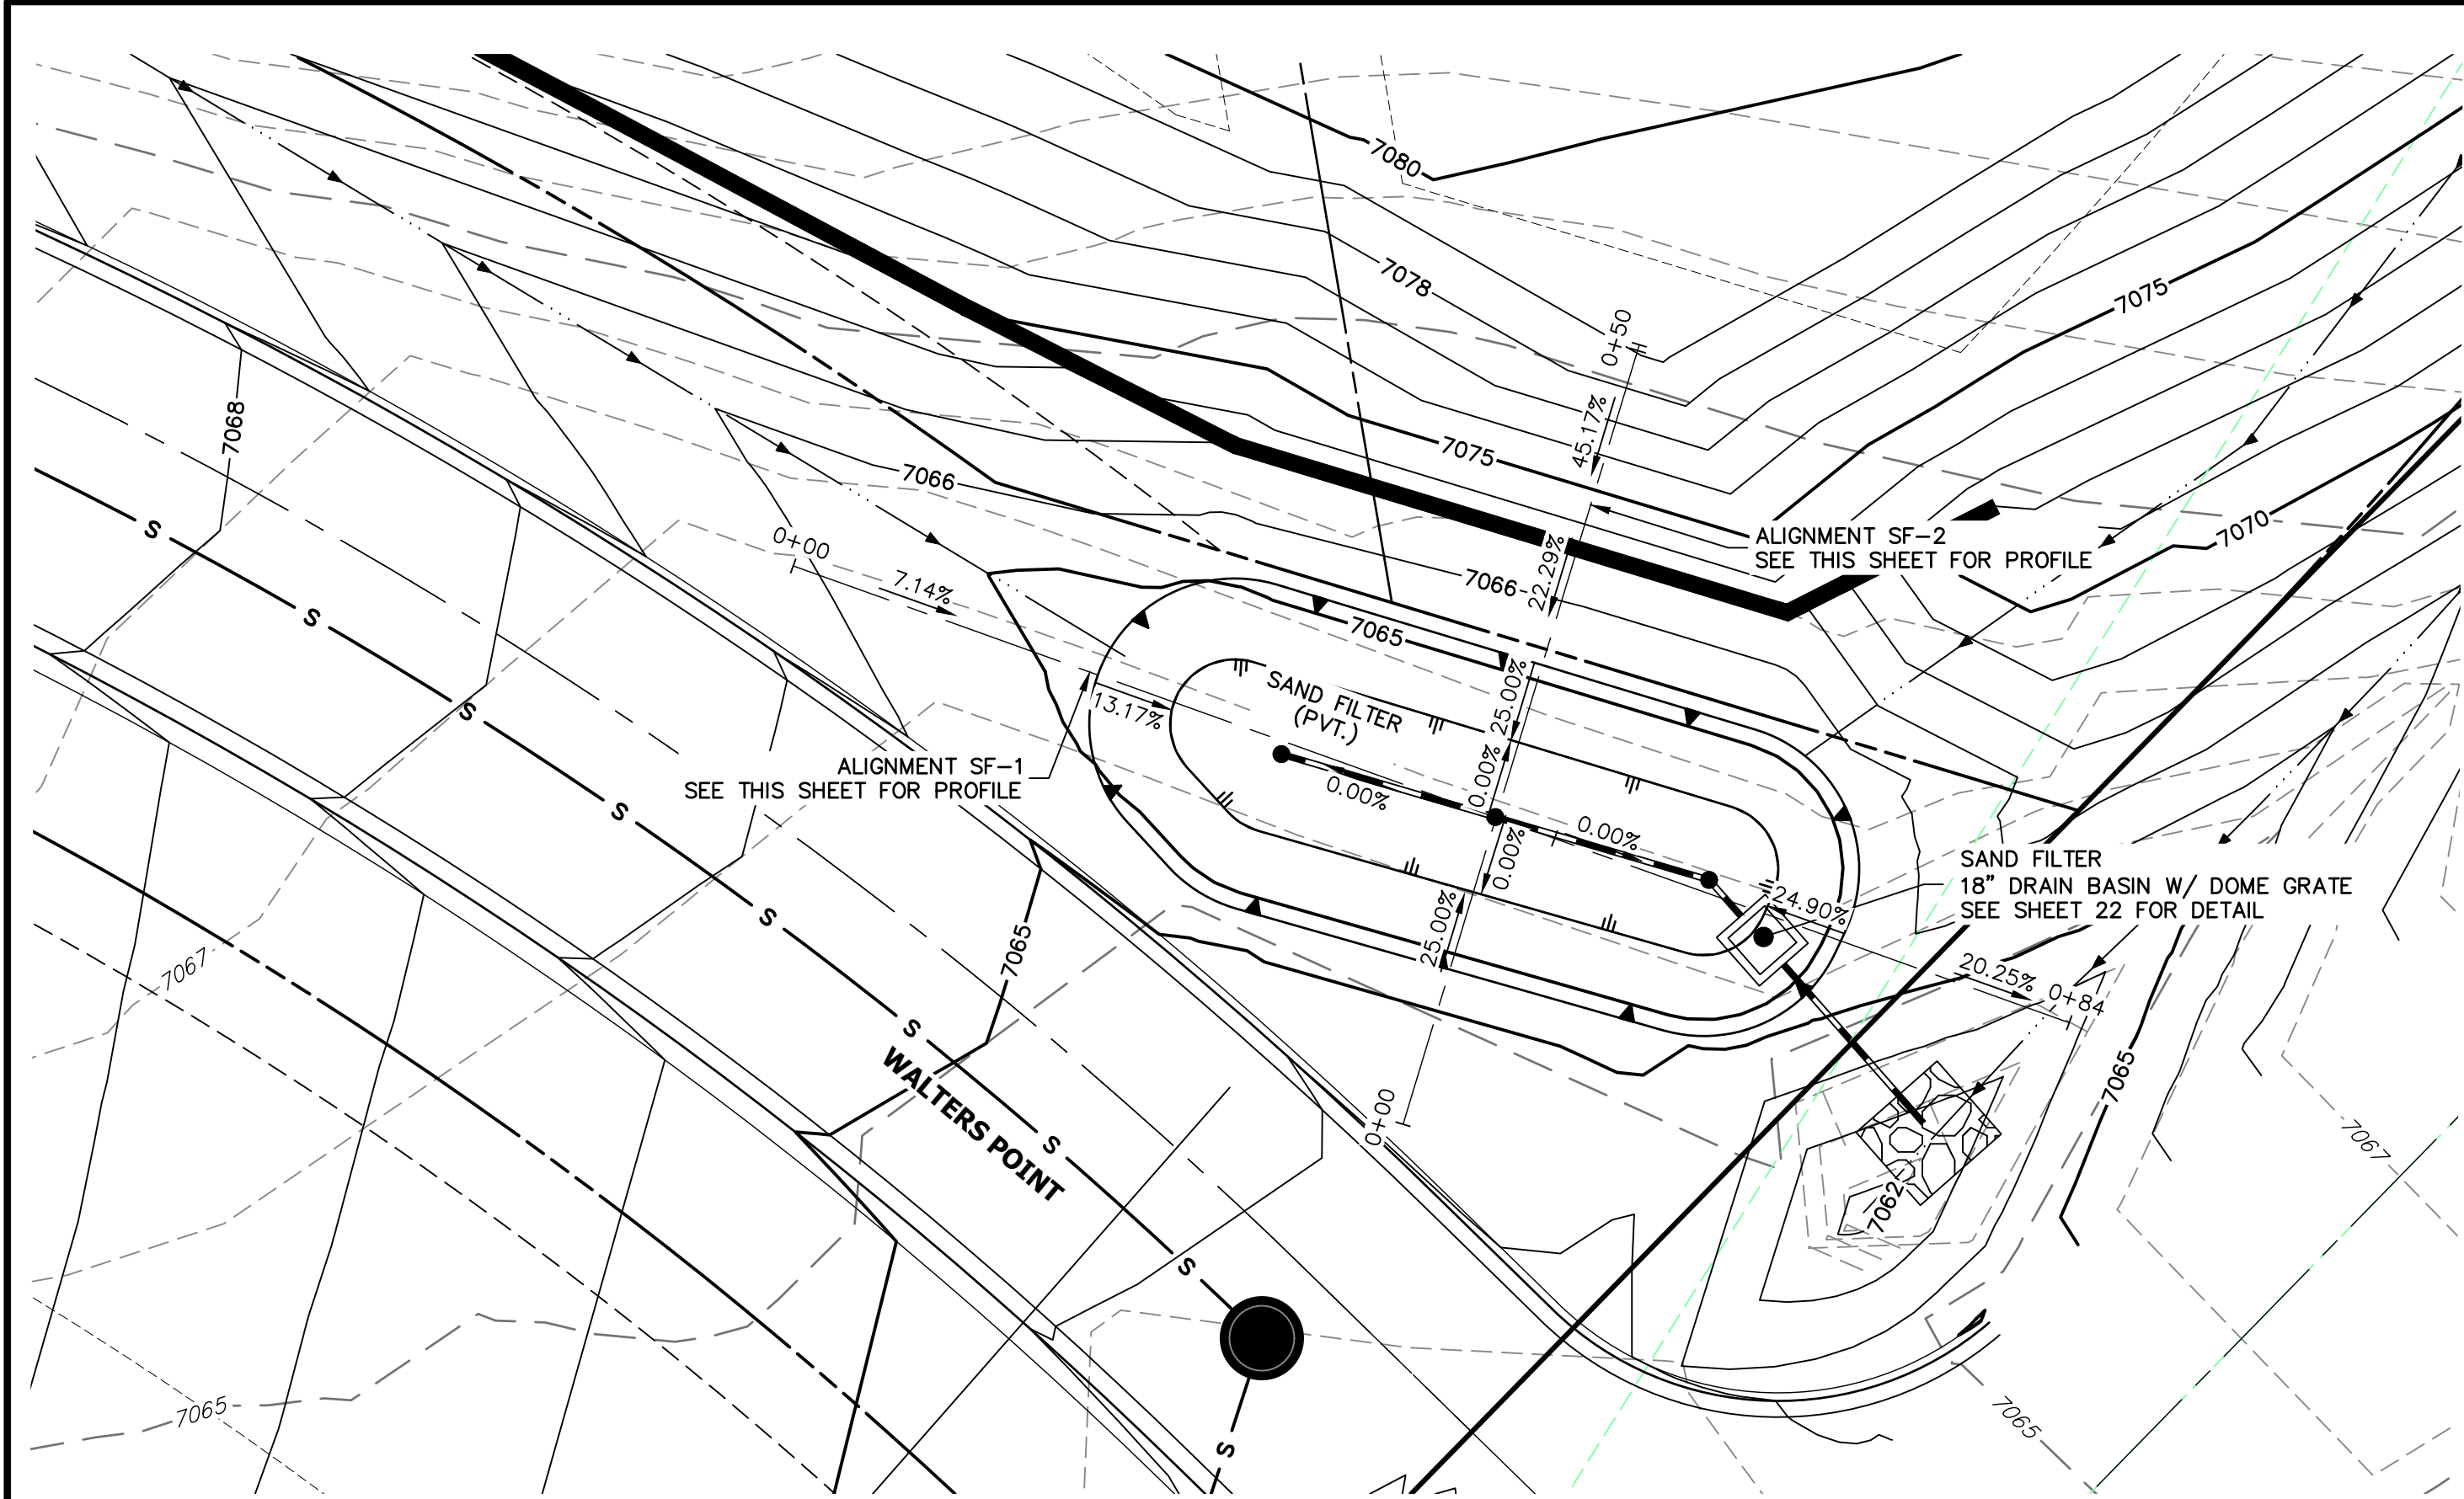 7080
7078
7075
0+50
45.17%
7068
7075
7066
7070
0+00
ALIGNMENT SF-2
SEE THIS SHEET FOR PROFILE
7.14%
22.29%
7066
7065
S
S
S
S
S
S
S
S
S
SAND FILTER
(PVT.)
25.00%
13.17%
ALIGNMENT SF-1
SEE THIS SHEET FOR PROFILE
0.00%
0.00%
0.00%
0.00%
SAND FILTER
18" DRAIN BASIN W/ DOME GRATE
SEE SHEET 22 FOR DETAIL
24.90%
25.00%
7065
7067
20.25%
0+84
WALTERS POINT
0+00
7065
7067
7062
7065
7065